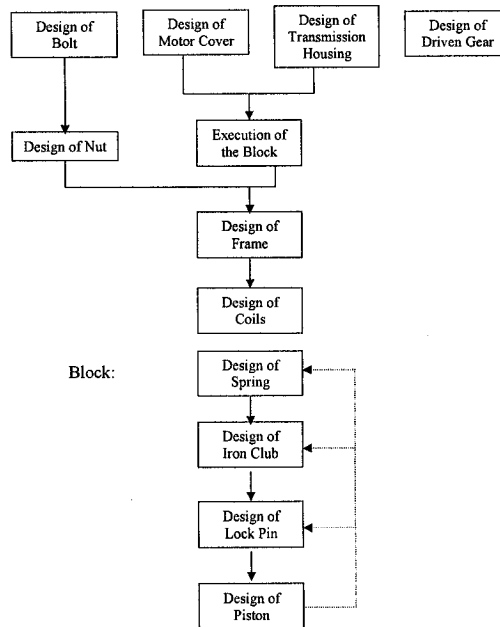 Design of
Bolt
Design of
Motor Cover
Design of
Transmission
Housing
Design of
Driven Gear
Design of Nut
Execution of
the Block
Design of
Frame
Design of
Coils
Block:
Design of
Spring
Design of
Iron Club
Design of
Lock Pin
Design of
Piston